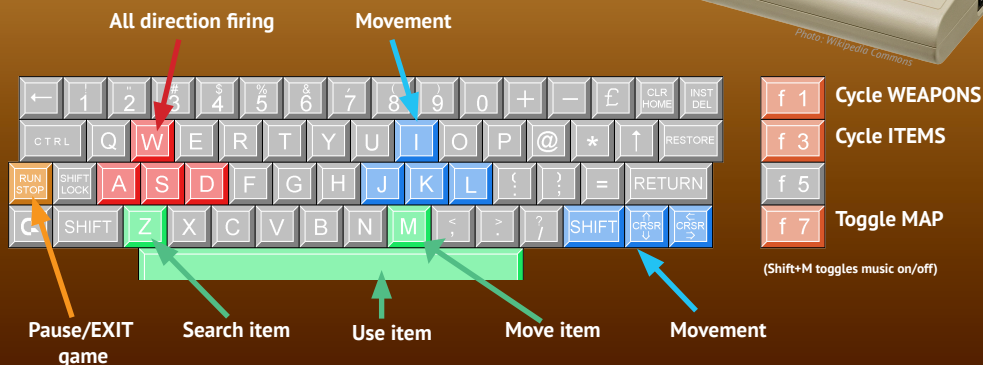 Photo: Wikipedia Commons
All direction firing
Movement
← ! 1 " 2 # 3 $ 4 % 5 & 6 ' 7 ( 8 ) 9 0 + − £ CLR HOME INST DEL
CTRL Q W E R T Y U I O P @ * ↑ RESTORE
RUN STOP SHIFT LOCK A S D F G H J K L [ : ] ; = RETURN
C= SHIFT Z X C V B N M < , > . ? / SHIFT CRSR CRSR
f 1 Cycle WEAPONS
f 3 Cycle ITEMS
f 5
f 7 Toggle MAP
(Shift+M toggles music on/off)
Pause/EXIT
game
Search item
Use item
Move item
Movement